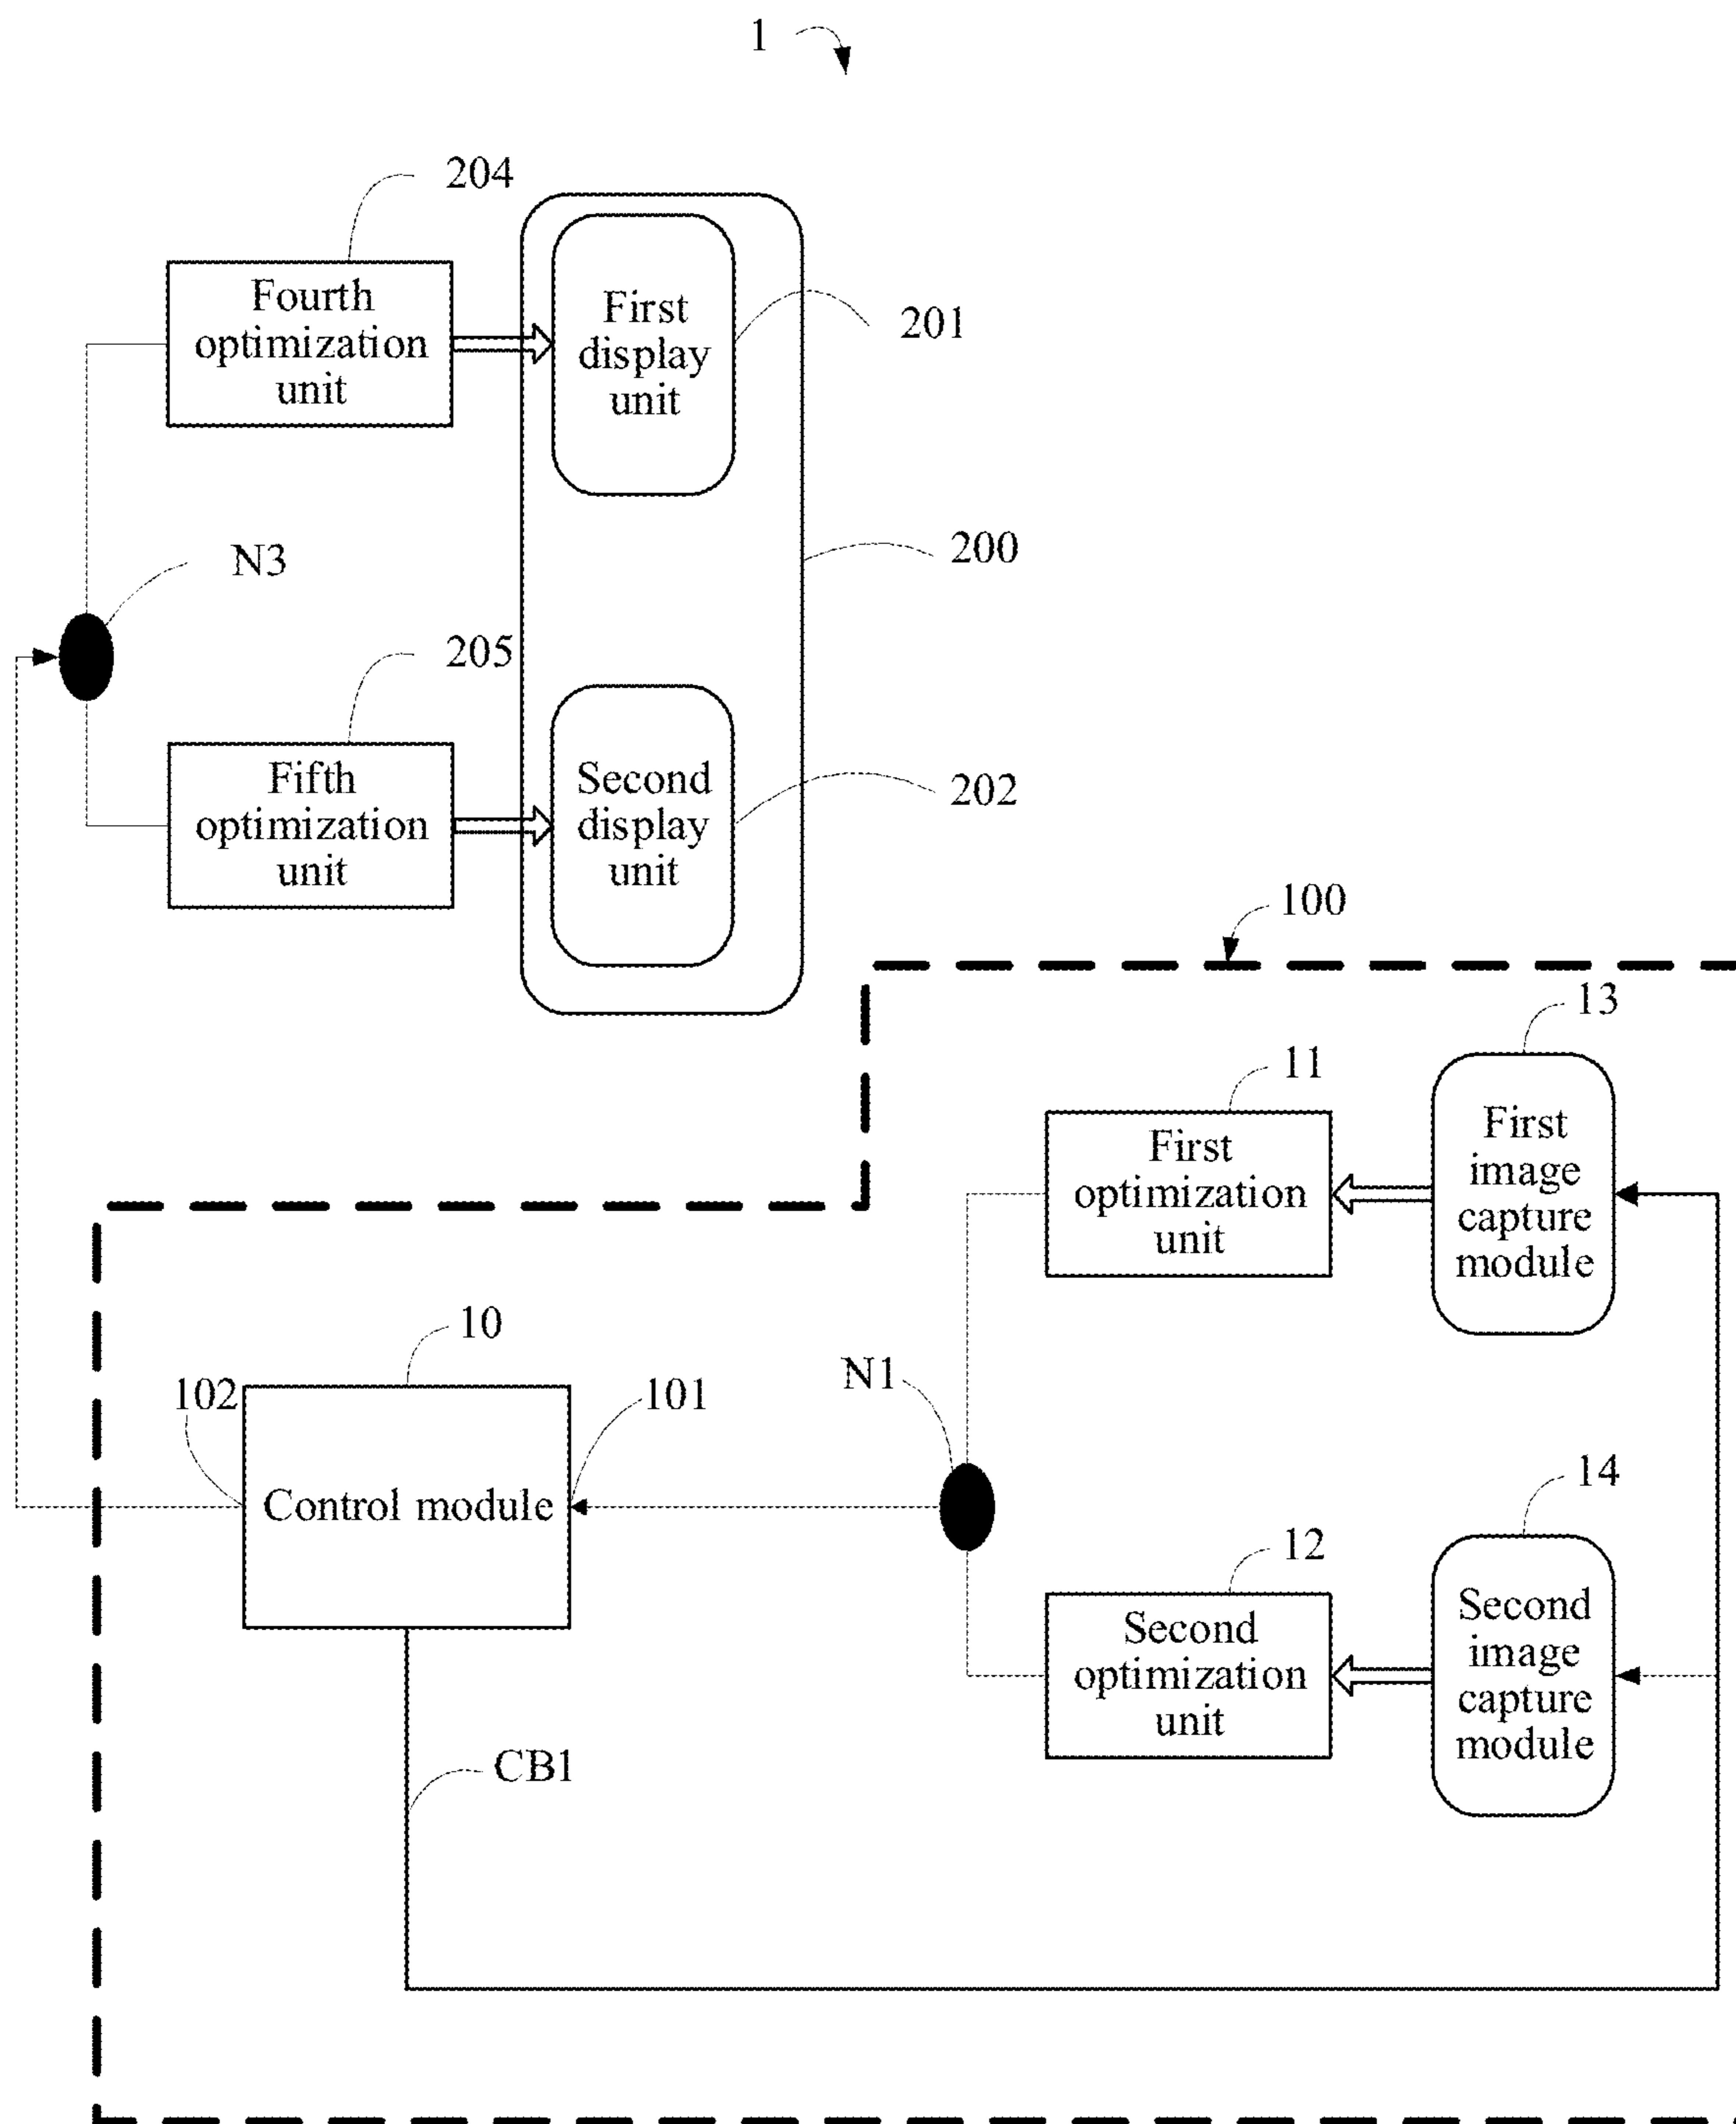 1
204
Fourth
optimization
unit
First
display
unit
201
N3
200
205
Fifth
optimization
unit
Second
display
unit
202
100
13
11
First
optimization
unit
First
image
capture
module
10
102
101
Control module
N1
14
12
Second
optimization
unit
Second
image
capture
module
CB1